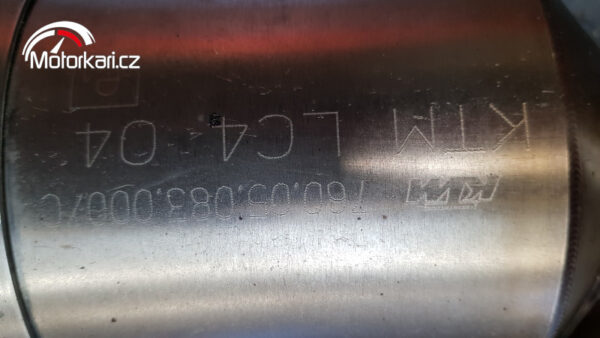 Motorkari.cz
KTM 760.05.083.000/C
KTM LC4 04
P